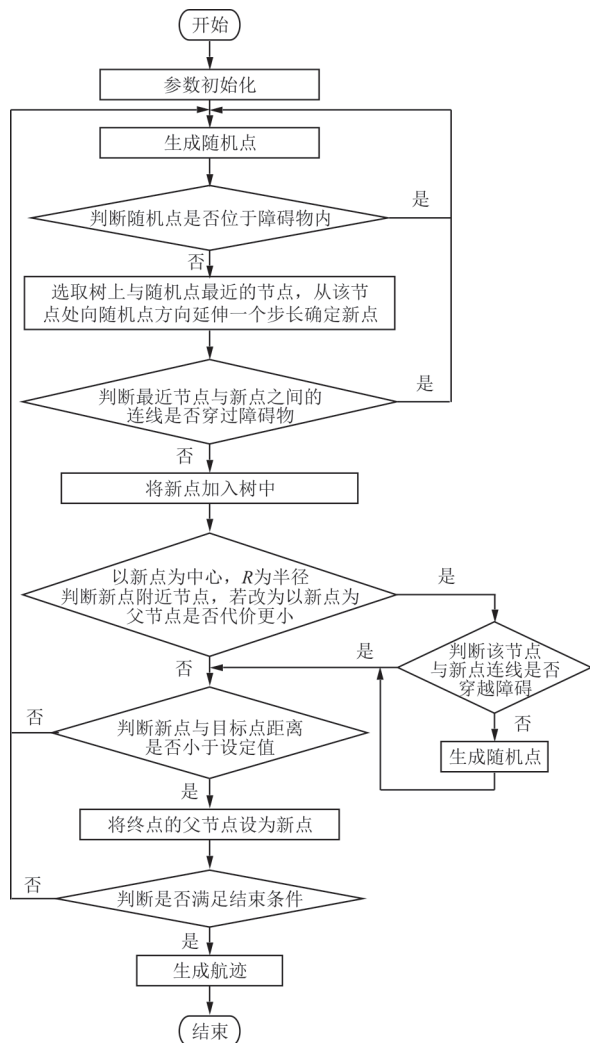 开始
参数初始化
生成随机点
判断随机点是否位于障碍物内
是
否
选取树上与随机点最近的节点，从该节
点处向随机点方向延伸一个步长确定新点
判断最近节点与新点之间的
连线是否穿过障碍物
是
否
将新点加入树中
以新点为中心，R为半径
判断新点附近节点，若改为以新点为
父节点是否代价更小
是
否
判断该节点
与新点连线是否
穿越障碍
是
否
生成随机点
判断新点与目标点距离
是否小于设定值
否
是
将终点的父节点设为新点
判断是否满足结束条件
否
是
生成航迹
结束